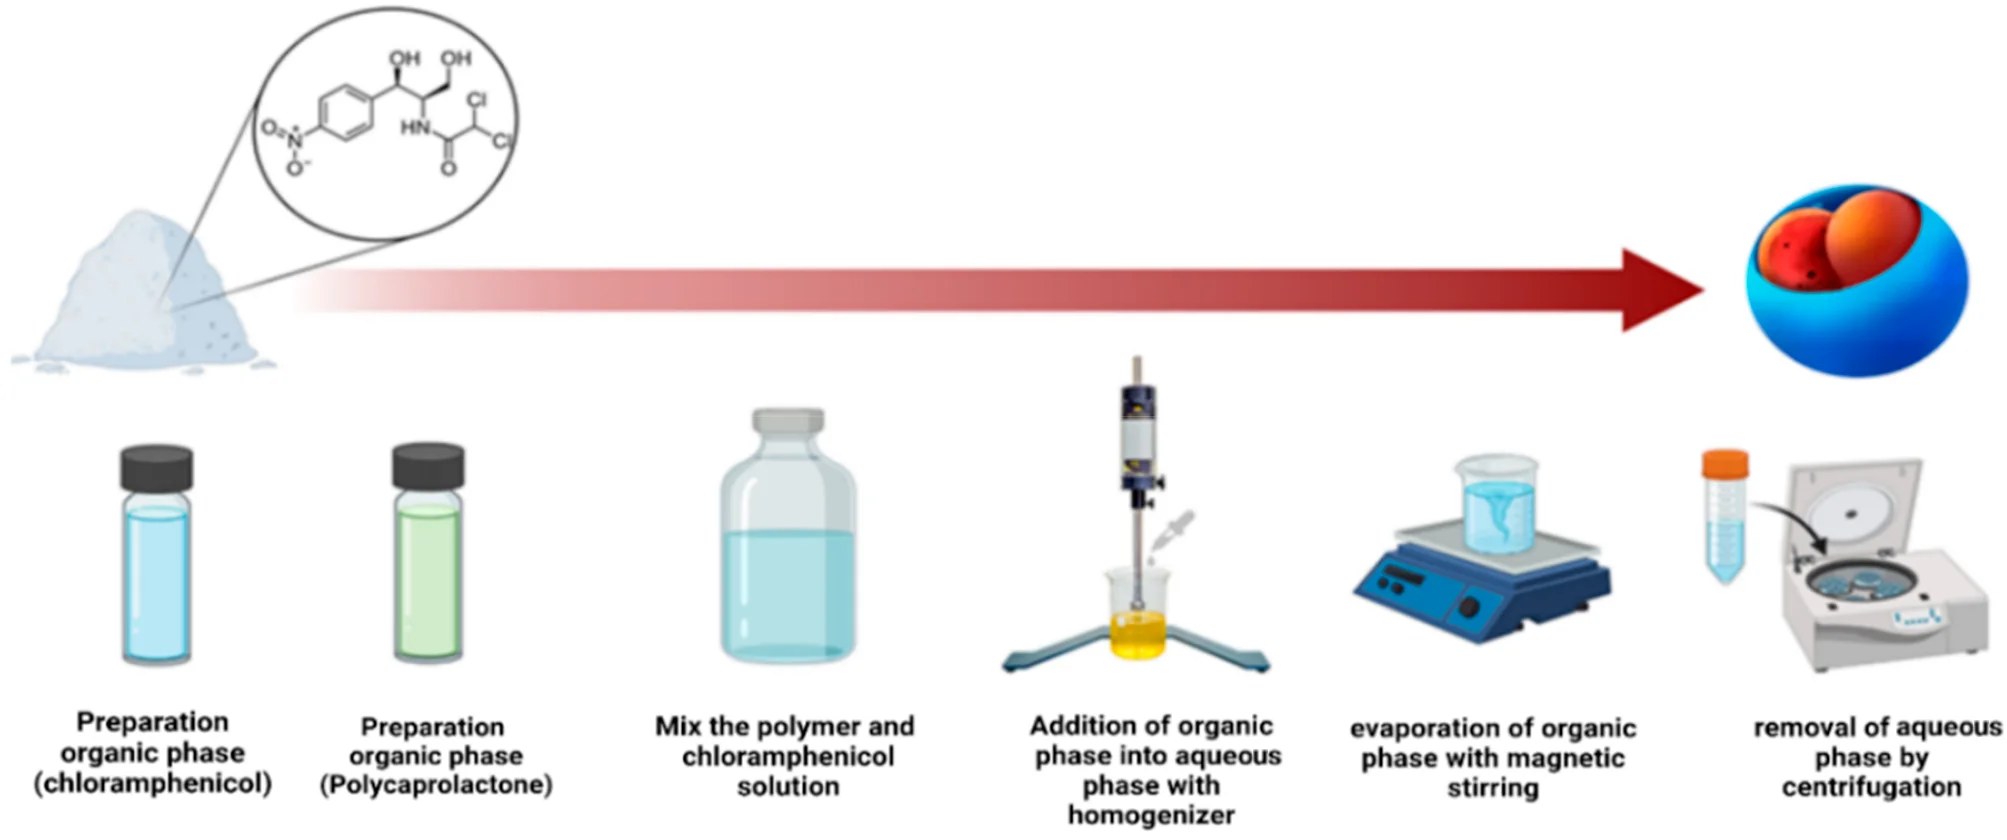 OH OH
Cl
O N+ HN Cl
O- O
Preparation
organic phase
(chloramphenicol)
Preparation
organic phase
(Polycaprolactone)
Mix the polymer and
chloramphenicol
solution
Addition of organic
phase into aqueous
phase with
homogenizer
evaporation of organic
phase with magnetic
stirring
removal of aqueous
phase by
centrifugation